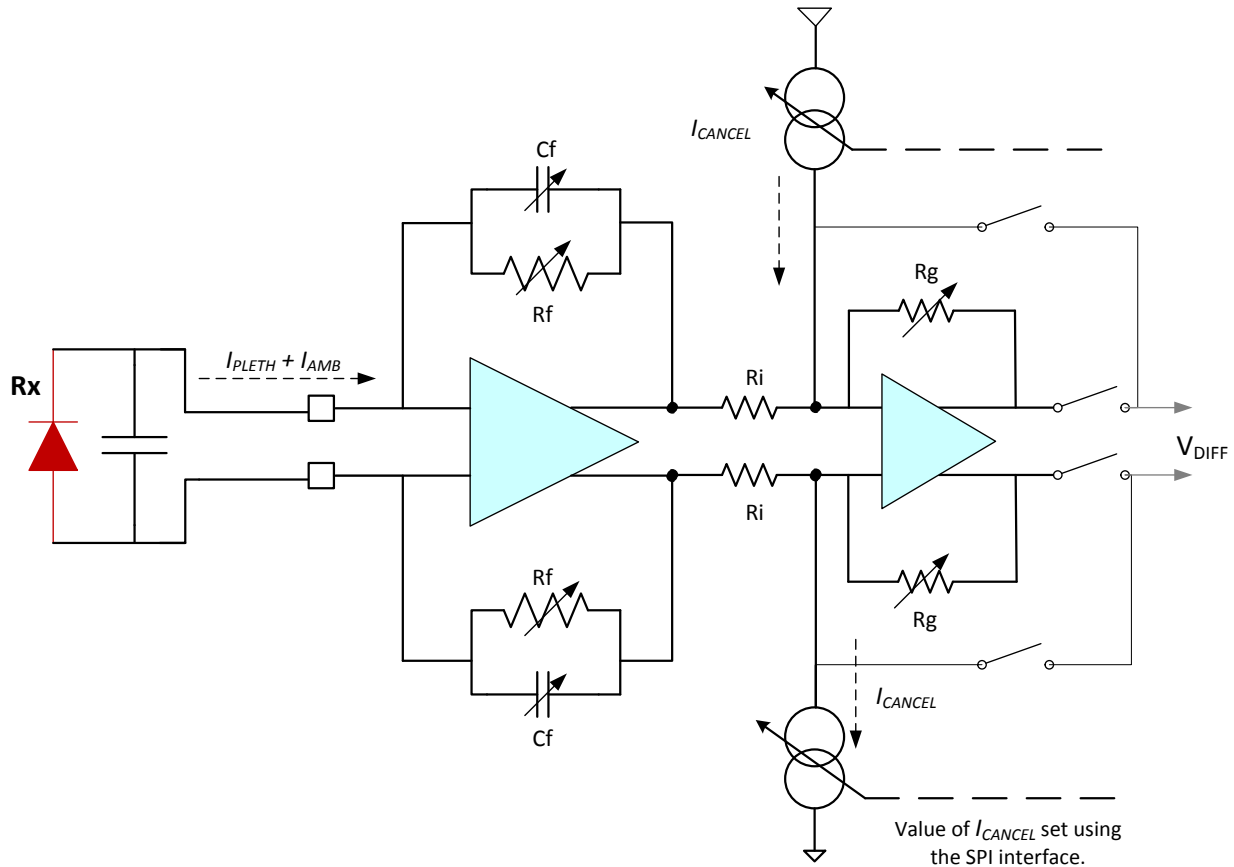 I_CANCEL
Cf
Rf
Rg
Rx
I_PLETH + I_AMB
Ri
V_DIFF
Ri
Rf
Rg
Cf
I_CANCEL
Value of I_CANCEL set using
the SPI interface.